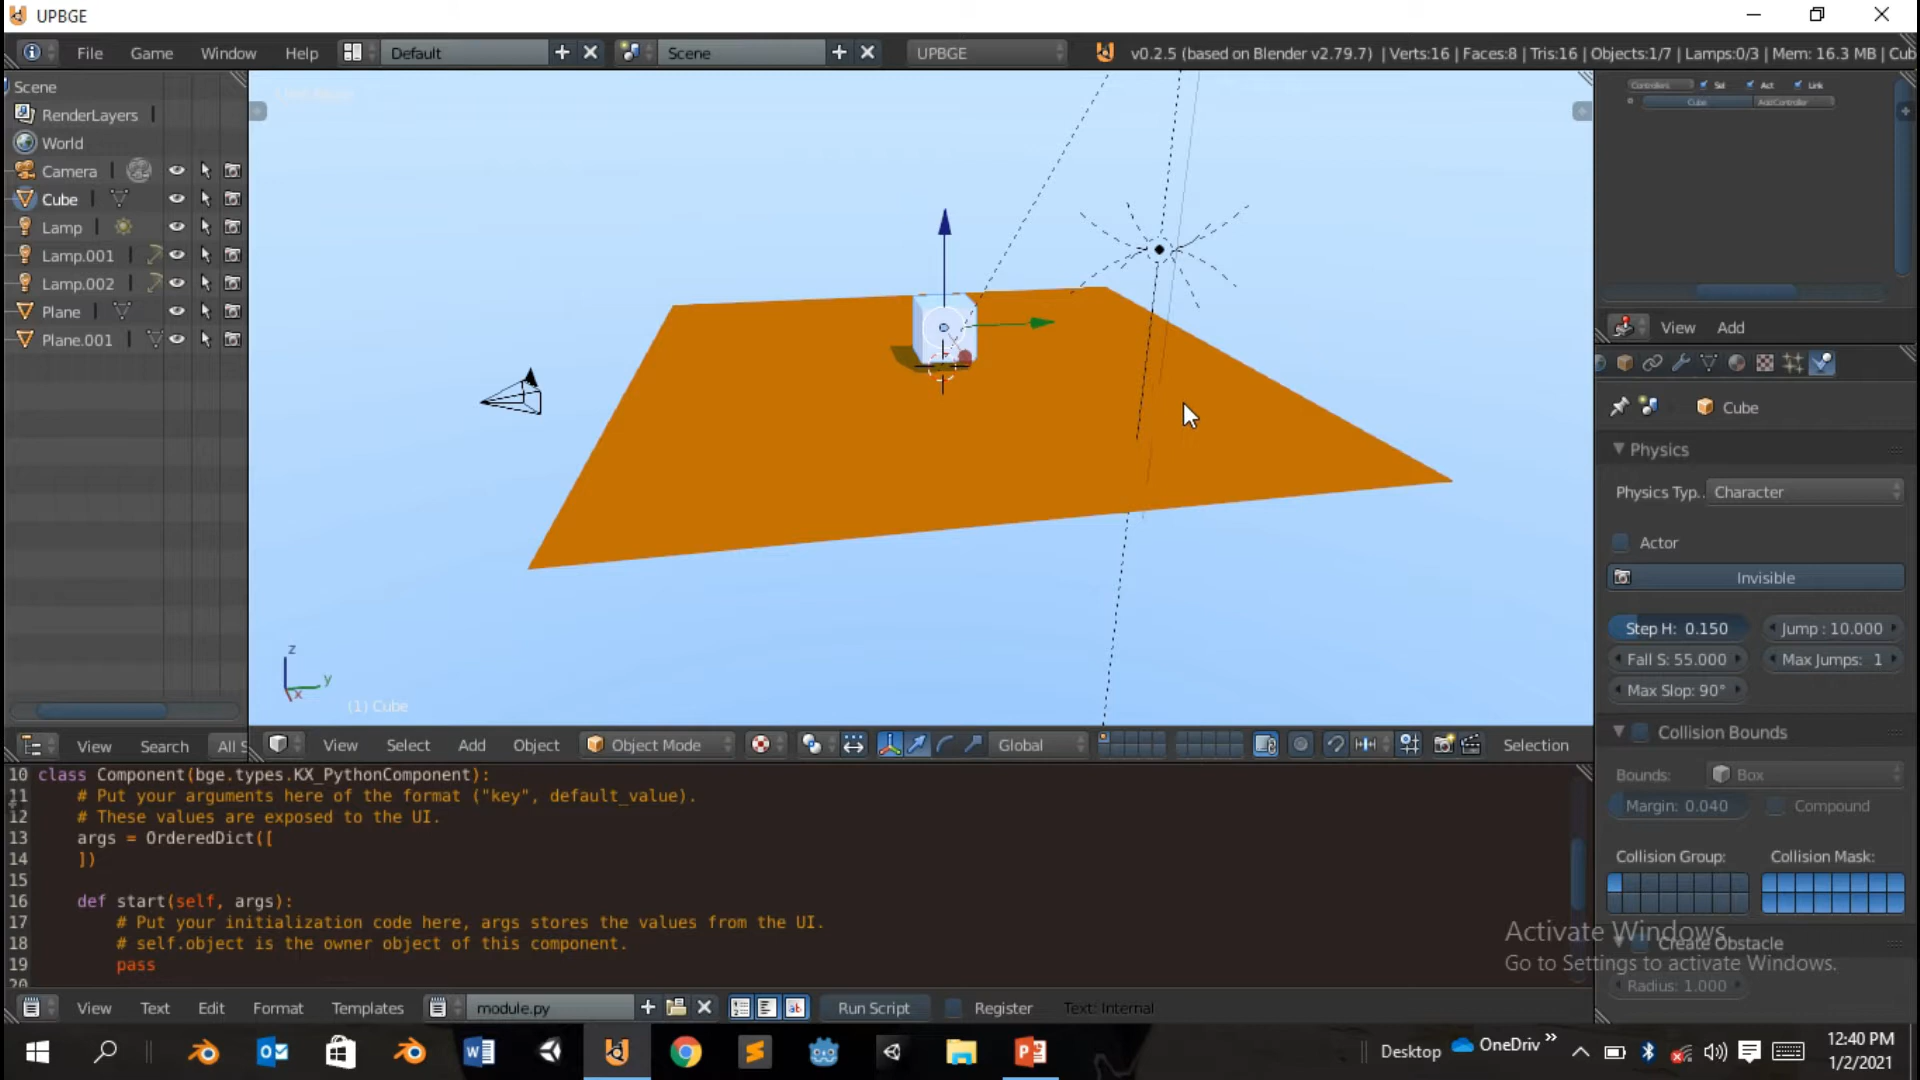 UPBGE
File Game Window Help Default Scene UPBGE v0.2.5 (based on Blender v2.79.7) | Verts:16 | Faces:8 | Tris:16 | Objects:1/7 | Lamps:0/3 | Mem: 16.3 MB | Cub
Scene
RenderLayers
World
Camera
Cube
Lamp
Lamp.001
Lamp.002
Plane
Plane.001
View Search All S
z
y
x
(1) Cube
View Select Add Object Object Mode Global Selection
Controllers Sel Act Link
Cube Add Controller
View Add
Cube
Physics
Physics Typ.. Character
Actor
Invisible
Step H: 0.150 Jump : 10.000
Fall S: 55.000 Max Jumps: 1
Max Slop: 90°
Collision Bounds
Bounds: Box
Margin: 0.040 Compound
Collision Group: Collision Mask:
Create Obstacle
Radius: 1.000
Activate Windows
Go to Settings to activate Windows.
10 class Component(bge.types.KX_PythonComponent):
11 # Put your arguments here of the format ("key", default_value).
12 # These values are exposed to the UI.
13 args = OrderedDict([
14 ])
15
16 def start(self, args):
17 # Put your initialization code here, args stores the values from the UI.
18 # self.object is the owner object of this component.
19 pass
20
View Text Edit Format Templates module.py Run Script Register Text: Internal
Desktop OneDriv » 12:40 PM
1/2/2021